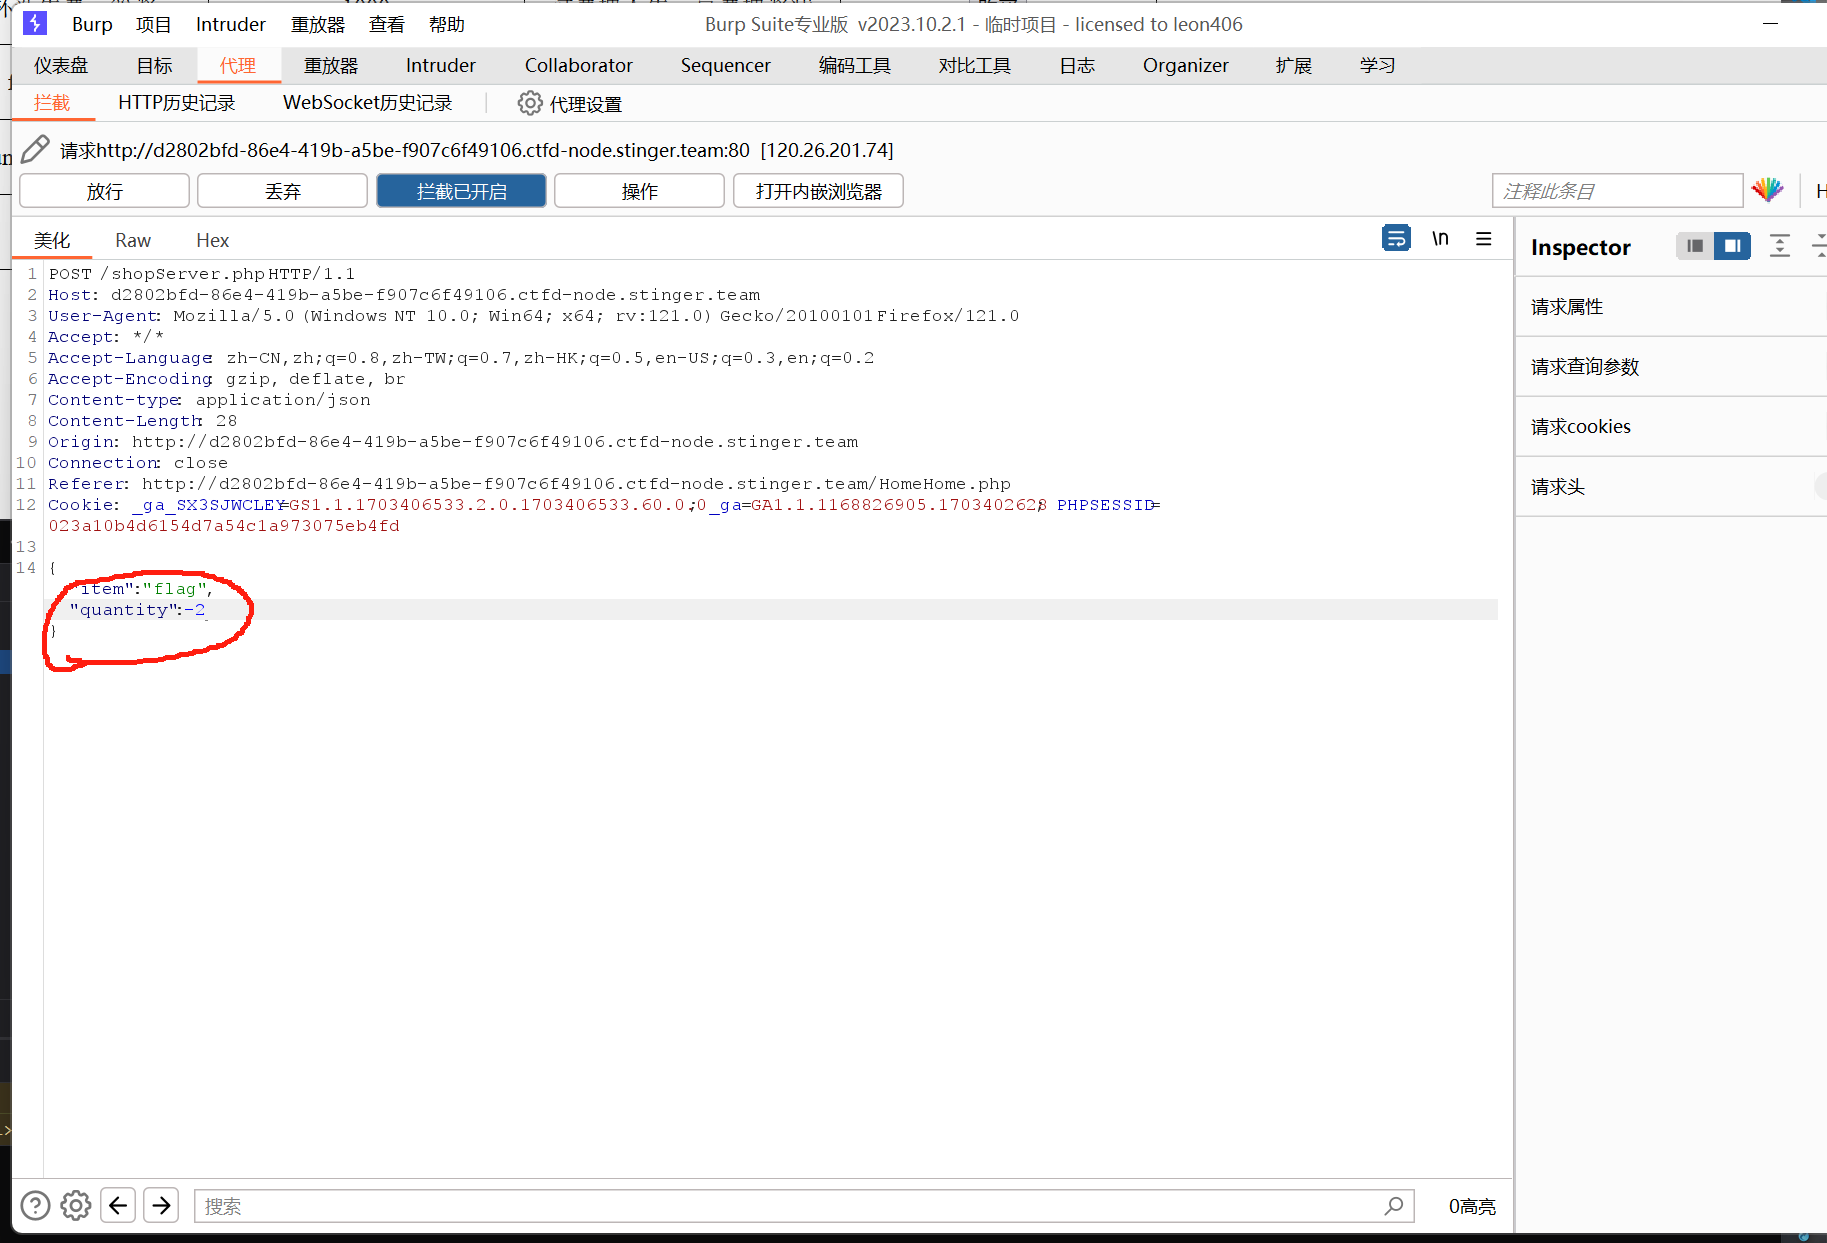 Burp 项目 Intruder 重放器 查看 帮助 Burp Suite专业版 v2023.10.2.1 - 临时项目 - licensed to leon406
仪表盘 目标 代理 重放器 Intruder Collaborator Sequencer 编码工具 对比工具 日志 Organizer 扩展 学习
拦截 HTTP历史记录 WebSocket历史记录 代理设置
请求http://d2802bfd-86e4-419b-a5be-f907c6f49106.ctfd-node.stinger.team:80 [120.26.201.74]
放行 丢弃 拦截已开启 操作 打开内嵌浏览器 注释此条目
美化 Raw Hex \n
Inspector
1 POST /shopServer.php HTTP/1.1
2 Host: d2802bfd-86e4-419b-a5be-f907c6f49106.ctfd-node.stinger.team
3 User-Agent: Mozilla/5.0 (Windows NT 10.0; Win64; x64; rv:121.0) Gecko/20100101 Firefox/121.0
4 Accept: */*
5 Accept-Language: zh-CN,zh;q=0.8,zh-TW;q=0.7,zh-HK;q=0.5,en-US;q=0.3,en;q=0.2
6 Accept-Encoding: gzip, deflate, br
7 Content-type: application/json
8 Content-Length: 28
9 Origin: http://d2802bfd-86e4-419b-a5be-f907c6f49106.ctfd-node.stinger.team
10 Connection: close
11 Referer: http://d2802bfd-86e4-419b-a5be-f907c6f49106.ctfd-node.stinger.team/HomeHome.php
12 Cookie: _ga_SX3SJWCLEY=GS1.1.1703406533.2.0.1703406533.60.0.0; _ga=GA1.1.1168826905.1703402628; PHPSESSID=
023a10b4d6154d7a54c1a973075eb4fd
13
14 {
"item":"flag",
"quantity":-2
}
请求属性
请求查询参数
请求cookies
请求头
搜索
0高亮